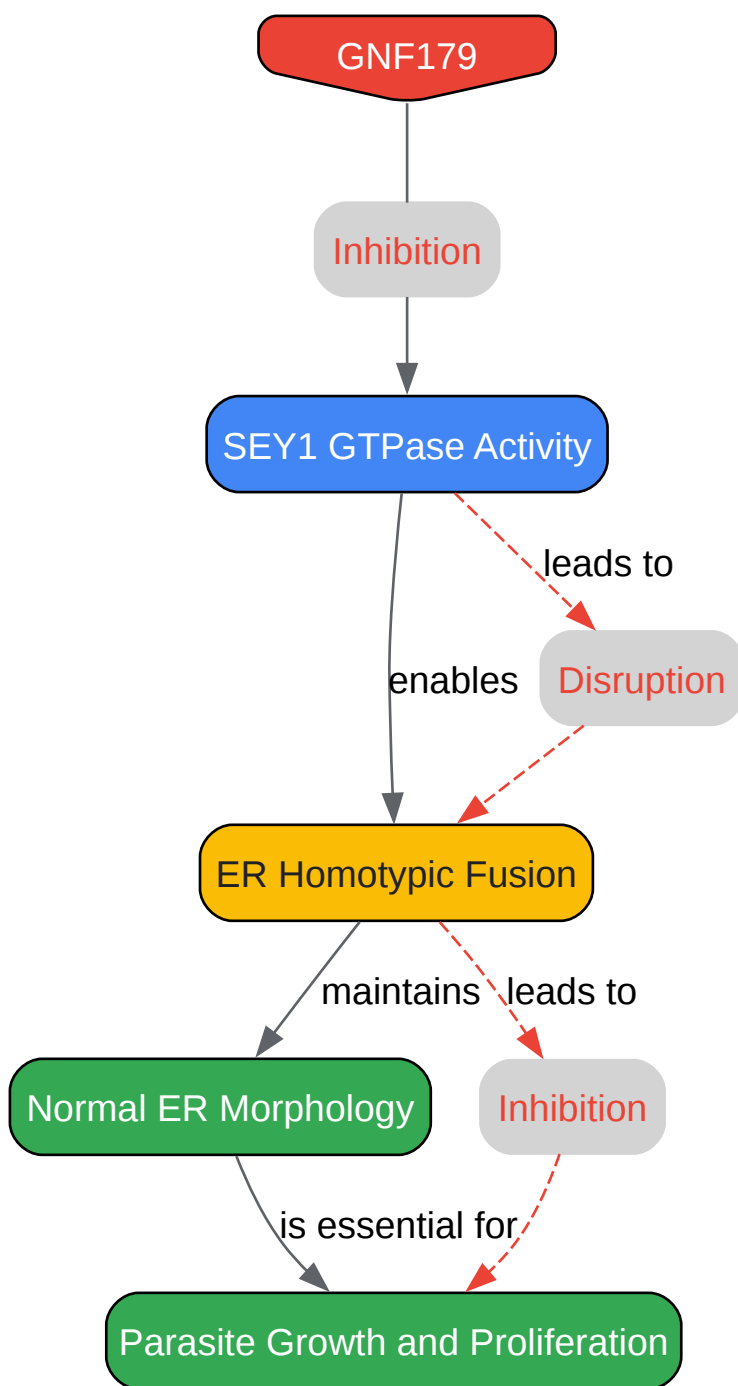 GNF179
Inhibition
SEY1 GTPase Activity
leads to
enables
Disruption
ER Homotypic Fusion
maintains
leads to
Normal ER Morphology
Inhibition
is essential for
Parasite Growth and Proliferation